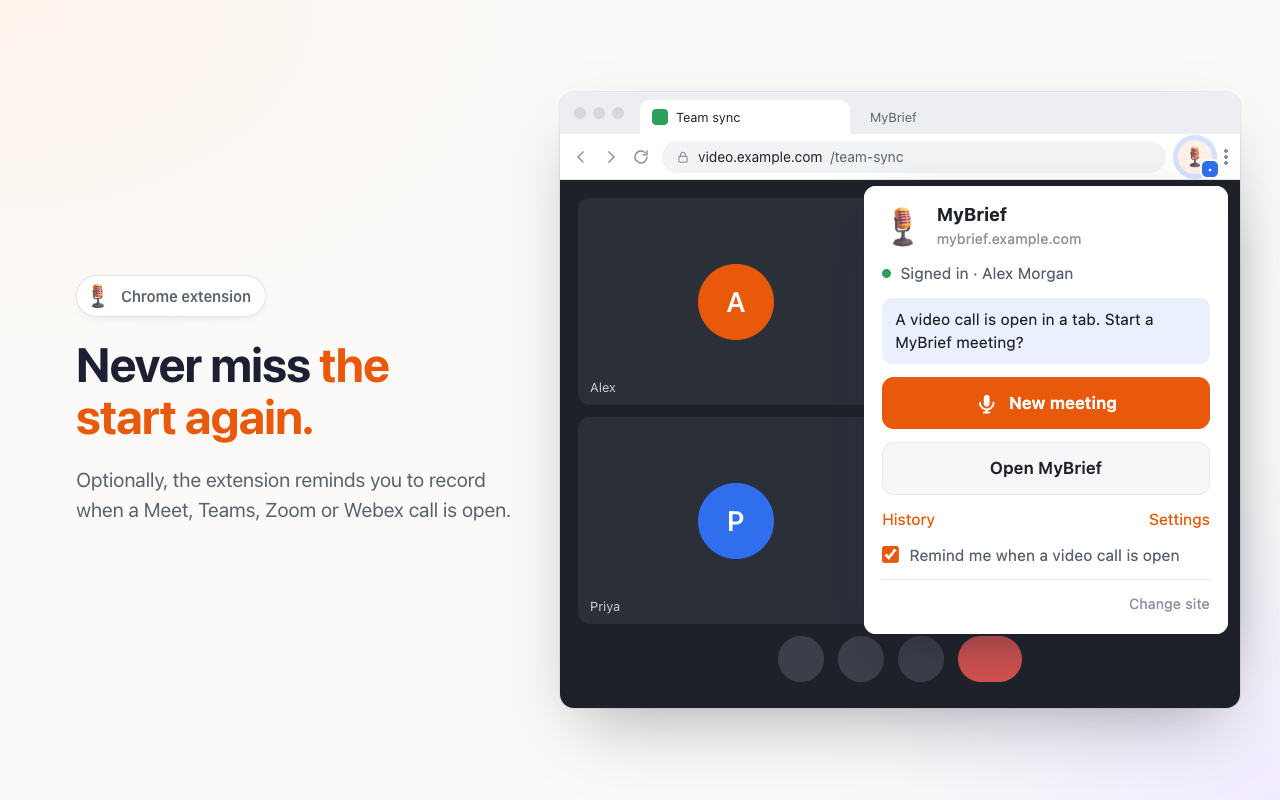 Chrome extension
Never miss the
start again.
Optionally, the extension reminds you to record
when a Meet, Teams, Zoom or Webex call is open.
Team sync
MyBrief
video.example.com /team-sync
A
Alex
P
Priya
MyBrief
mybrief.example.com
Signed in · Alex Morgan
A video call is open in a tab. Start a
MyBrief meeting?
New meeting
Open MyBrief
History
Settings
Remind me when a video call is open
Change site